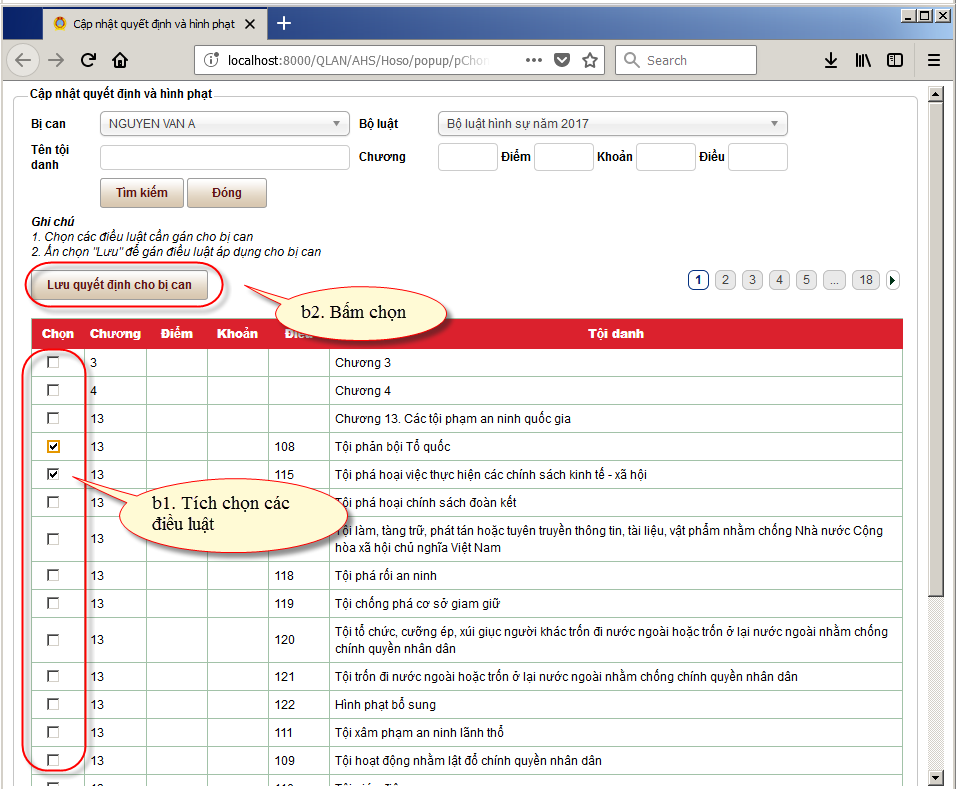 Cập nhật quyết định và hình phạt
localhost:8000/QLAN/AHS/Hoso/popup/pChon
Search
Cập nhật quyết định và hình phạt
Bị can NGUYEN VAN A Bộ luật Bộ luật hình sự năm 2017
Tên tội danh Chương Điểm Khoản Điều
Tìm kiếm Đóng
Ghi chú
1. Chọn các điều luật cần gán cho bị can
2. Ấn chọn "Lưu" để gán điều luật áp dụng cho bị can
Lưu quyết định cho bị can 1 2 3 4 5 ... 18
b2. Bấm chọn
Chọn Chương Điểm Khoản Tội danh
3 Chương 3
4 Chương 4
13 Chương 13. Các tội phạm an ninh quốc gia
13 108 Tội phản bội Tổ quốc
13 115 Tội phá hoại việc thực hiện các chính sách kinh tế - xã hội
13 Tội phá hoại chính sách đoàn kết
b1. Tích chọn các
điều luật
13 Tội làm, tàng trữ, phát tán hoặc tuyên truyền thông tin, tài liệu, vật phẩm nhằm chống Nhà nước Cộng
hòa xã hội chủ nghĩa Việt Nam
13 118 Tội phá rối an ninh
13 119 Tội chống phá cơ sở giam giữ
13 120 Tội tổ chức, cưỡng ép, xúi giục người khác trốn đi nước ngoài hoặc trốn ở lại nước ngoài nhằm chống
chính quyền nhân dân
13 121 Tội trốn đi nước ngoài hoặc trốn ở lại nước ngoài nhằm chống chính quyền nhân dân
13 122 Hình phạt bổ sung
13 111 Tội xâm phạm an ninh lãnh thổ
13 109 Tội hoạt động nhằm lật đổ chính quyền nhân dân